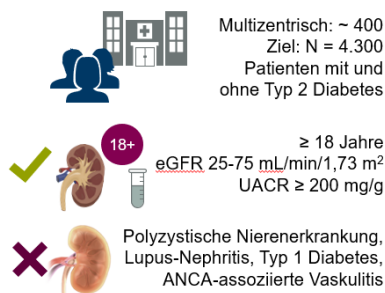 Multizentrisch: ~ 400
Ziel: N = 4.300
Patienten mit und
ohne Typ 2 Diabetes
18+
≥ 18 Jahre
eGFR 25-75 mL/min/1,73 m²
UACR ≥ 200 mg/g
Polyzystische Nierenerkrankung,
Lupus-Nephritis, Typ 1 Diabetes,
ANCA-assoziierte Vaskulitis